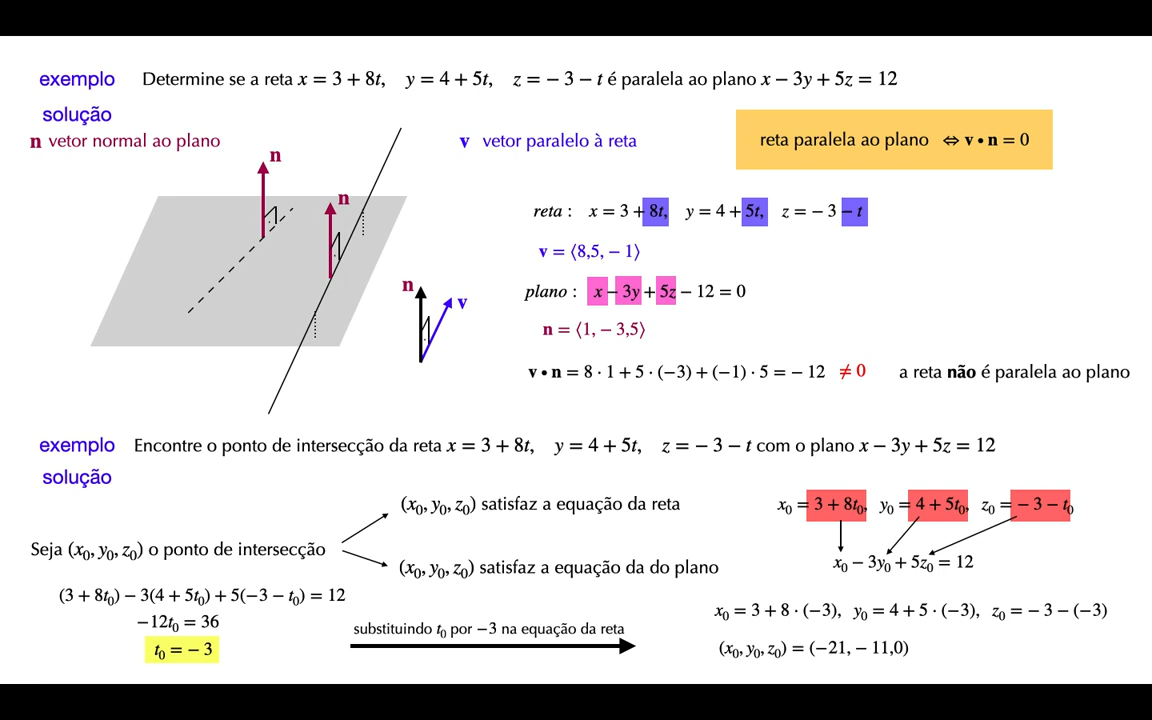 exemplo Determine se a reta x = 3 + 8t, y = 4 + 5t, z = − 3 − t é paralela ao plano x − 3y + 5z = 12
solução
n vetor normal ao plano
v vetor paralelo à reta
reta paralela ao plano ⇔ v • n = 0
n
n
n
v
reta : x = 3 + 8t, y = 4 + 5t, z = − 3 − t
v = ⟨8,5, − 1⟩
plano : x − 3y + 5z − 12 = 0
n = ⟨1, − 3,5⟩
v • n = 8 · 1 + 5 · (−3) + (−1) · 5 = − 12 ≠ 0 a reta não é paralela ao plano
exemplo Encontre o ponto de intersecção da reta x = 3 + 8t, y = 4 + 5t, z = − 3 − t com o plano x − 3y + 5z = 12
solução
Seja (x₀, y₀, z₀) o ponto de intersecção
(x₀, y₀, z₀) satisfaz a equação da reta
(x₀, y₀, z₀) satisfaz a equação da do plano
x₀ = 3 + 8t₀, y₀ = 4 + 5t₀, z₀ = − 3 − t₀
x₀ − 3y₀ + 5z₀ = 12
(3 + 8t₀) − 3(4 + 5t₀) + 5(−3 − t₀) = 12
−12t₀ = 36
t₀ = − 3
substituindo t₀ por −3 na equação da reta
x₀ = 3 + 8 · (−3), y₀ = 4 + 5 · (−3), z₀ = − 3 − (−3)
(x₀, y₀, z₀) = (−21, − 11,0)